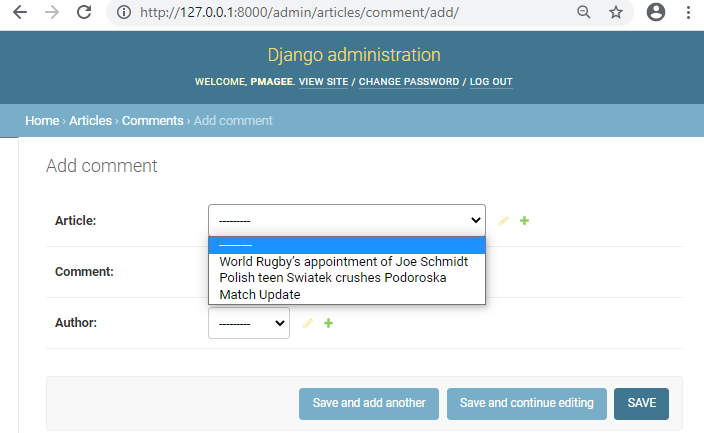 http://127.0.0.1:8000/admin/articles/comment/add/
Django administration
WELCOME, PMAGEE. VIEW SITE / CHANGE PASSWORD / LOG OUT
Home › Articles › Comments › Add comment
Add comment
Article:
---------
---------
World Rugby's appointment of Joe Schmidt
Polish teen Swiatek crushes Podoroska
Match Update
Comment:
Author:
---------
Save and add another
Save and continue editing
SAVE